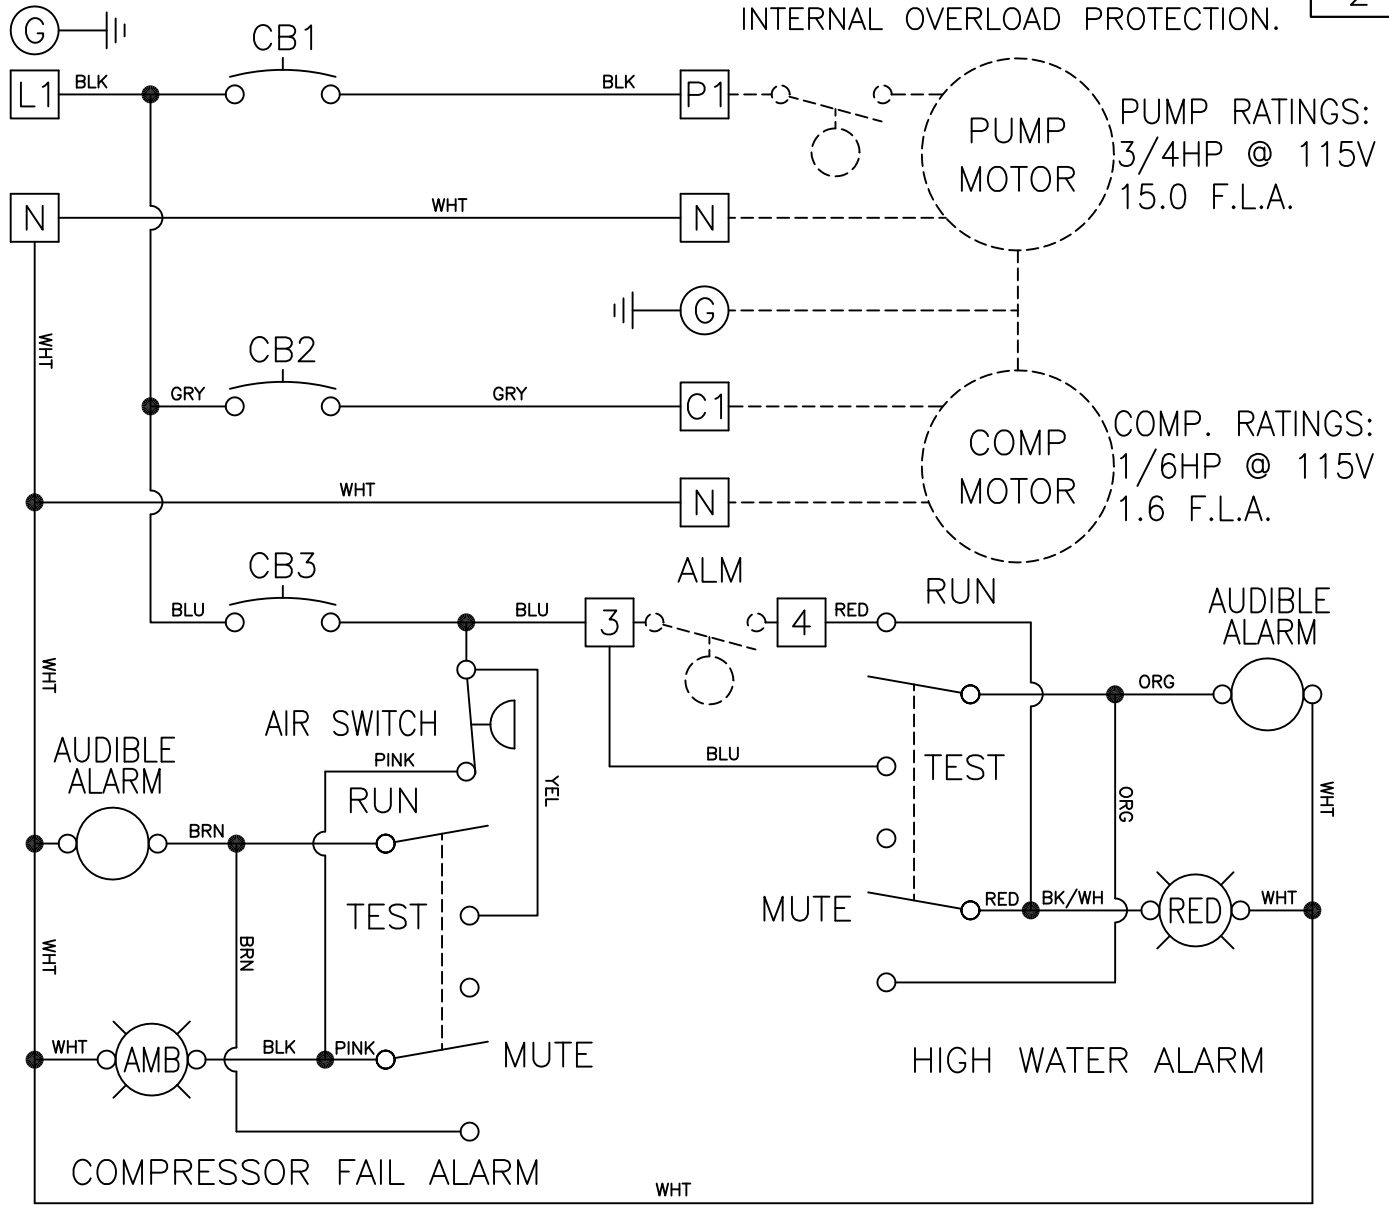 INTERNAL OVERLOAD PROTECTION.
G
CB1
L1
BLK
BLK
P1
PUMP
MOTOR
PUMP RATINGS:
3/4HP @ 115V
15.0 F.L.A.
N
WHT
N
G
WHT
CB2
GRY
GRY
C1
COMP
MOTOR
COMP. RATINGS:
1/6HP @ 115V
1.6 F.L.A.
WHT
N
CB3
ALM
RUN
BLU
BLU
3
4
RED
AUDIBLE
ALARM
WHT
AIR SWITCH
ORG
AUDIBLE
ALARM
PINK
YEL
BLU
TEST
ORG
WHT
RUN
BRN
TEST
MUTE
RED
BK/WH
RED
WHT
WHT
BRN
WHT
AMB
BLK
PINK
MUTE
HIGH WATER ALARM
COMPRESSOR FAIL ALARM
WHT